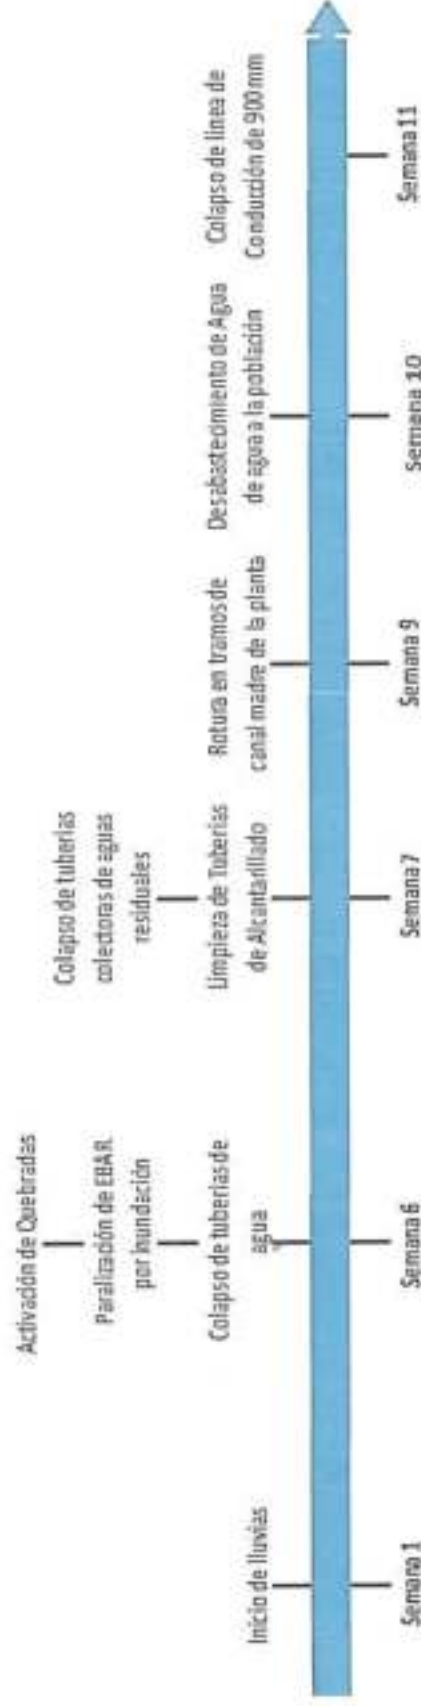 Inicio de lluvias
Semana 1
Activación de Quebradas
Paralización de EBAR
por inundación
Colapso de tuberías de
agua
Semana 6
Colapso de tuberías
colectoras de aguas
residuales
Limpieza de Tuberías
de Alcantarillado
Semana 7
Rotura en tramos de
canal madre de la planta
Semana 9
Desabastecimiento de Agua
de agua a la población
Semana 10
Colapso de línea de
Conducción de 900 mm
Semana 11